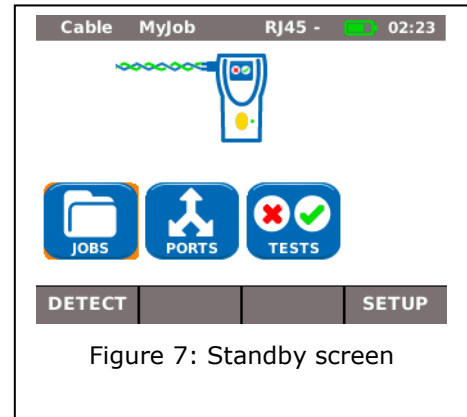 Cable MyJob RJ45 - 02:23
JOBS PORTS TESTS
DETECT SETUP
Figure 7: Standby screen